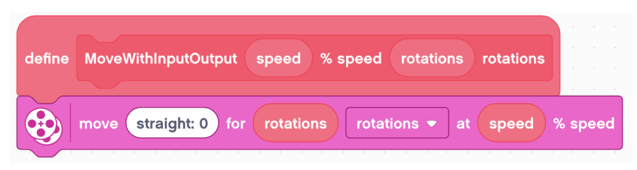 define MoveWithInputOutput speed % speed rotations rotations
move straight: 0 for rotations rotations at speed % speed